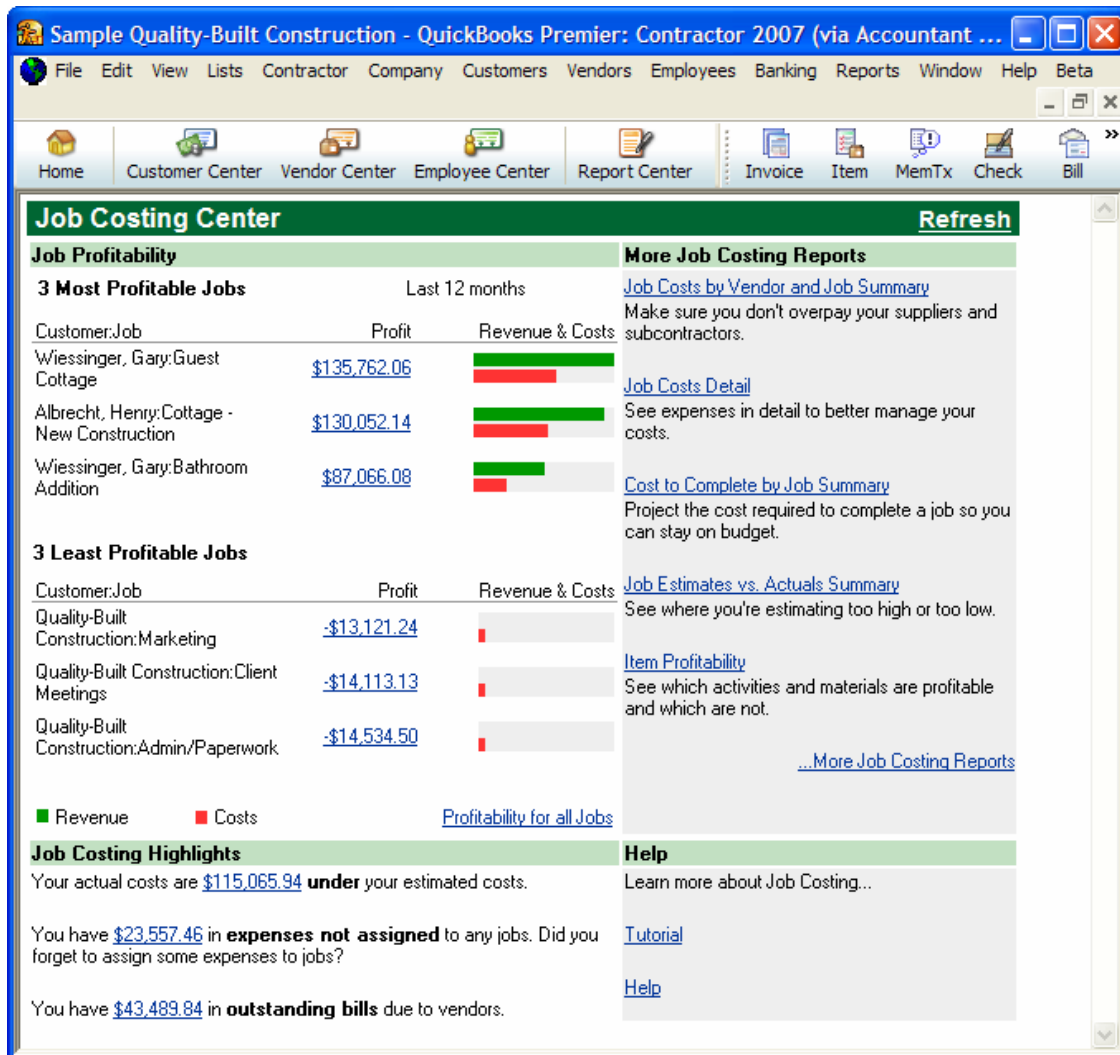 Sample Quality-Built Construction - QuickBooks Premier: Contractor 2007 (via Accountant ...
File Edit View Lists Contractor Company Customers Vendors Employees Banking Reports Window Help Beta
Home Customer Center Vendor Center Employee Center Report Center Invoice Item MemTx Check Bill
Job Costing Center Refresh
Job Profitability
3 Most Profitable Jobs Last 12 months
Customer:Job Profit Revenue & Costs
Wiessinger, Gary:Guest
Cottage $135,762.06
Albrecht, Henry:Cottage -
New Construction $130,052.14
Wiessinger, Gary:Bathroom
Addition $87,066.08
3 Least Profitable Jobs
Customer:Job Profit Revenue & Costs
Quality-Built
Construction:Marketing -$13,121.24
Quality-Built Construction:Client
Meetings -$14,113.13
Quality-Built
Construction:Admin/Paperwork -$14,534.50
Revenue Costs Profitability for all Jobs
More Job Costing Reports
Job Costs by Vendor and Job Summary
Make sure you don't overpay your suppliers and
subcontractors.
Job Costs Detail
See expenses in detail to better manage your
costs.
Cost to Complete by Job Summary
Project the cost required to complete a job so you
can stay on budget.
Job Estimates vs. Actuals Summary
See where you're estimating too high or too low.
Item Profitability
See which activities and materials are profitable
and which are not.
...More Job Costing Reports
Job Costing Highlights
Your actual costs are $115,065.94 under your estimated costs.
You have $23,557.46 in expenses not assigned to any jobs. Did you
forget to assign some expenses to jobs?
You have $43,489.84 in outstanding bills due to vendors.
Help
Learn more about Job Costing...
Tutorial
Help